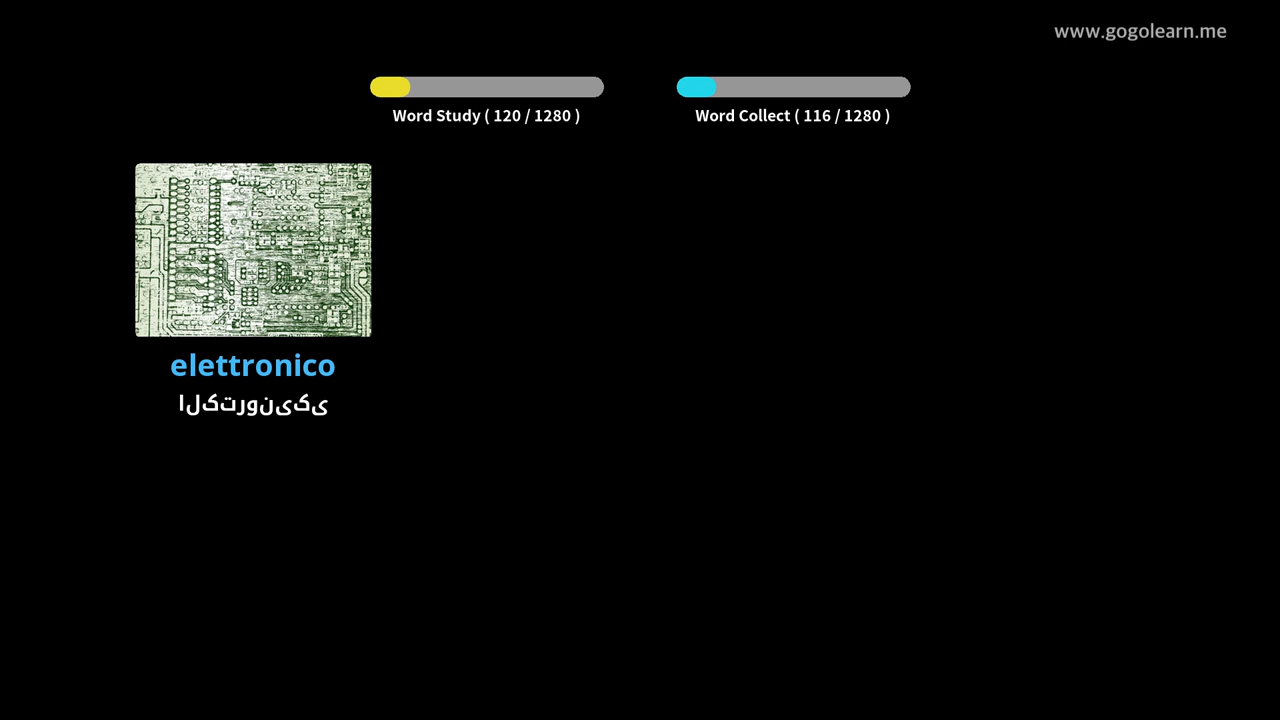 www.gogolearn.me
Word Study ( 120 / 1280 )
Word Collect ( 116 / 1280 )
elettronico
الکترونیکی